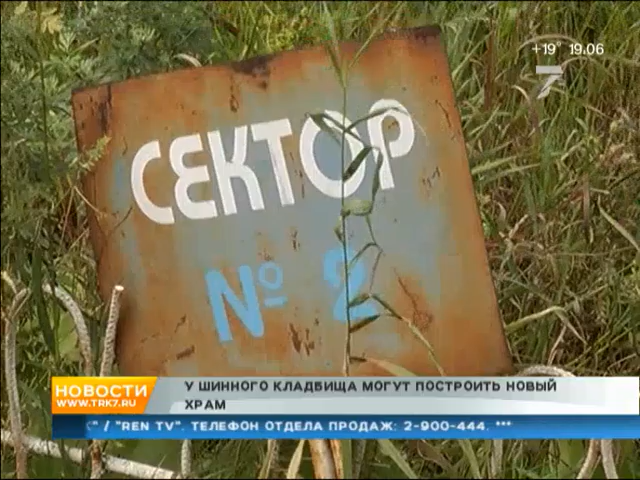 +19° 19.06
7
СЕКТОР
№ 2
НОВОСТИ
WWW.TRK7.RU
У ШИННОГО КЛАДБИЩА МОГУТ ПОСТРОИТЬ НОВЫЙ
ХРАМ
" / "REN TV". ТЕЛЕФОН ОТДЕЛА ПРОДАЖ: 2-900-444. ***